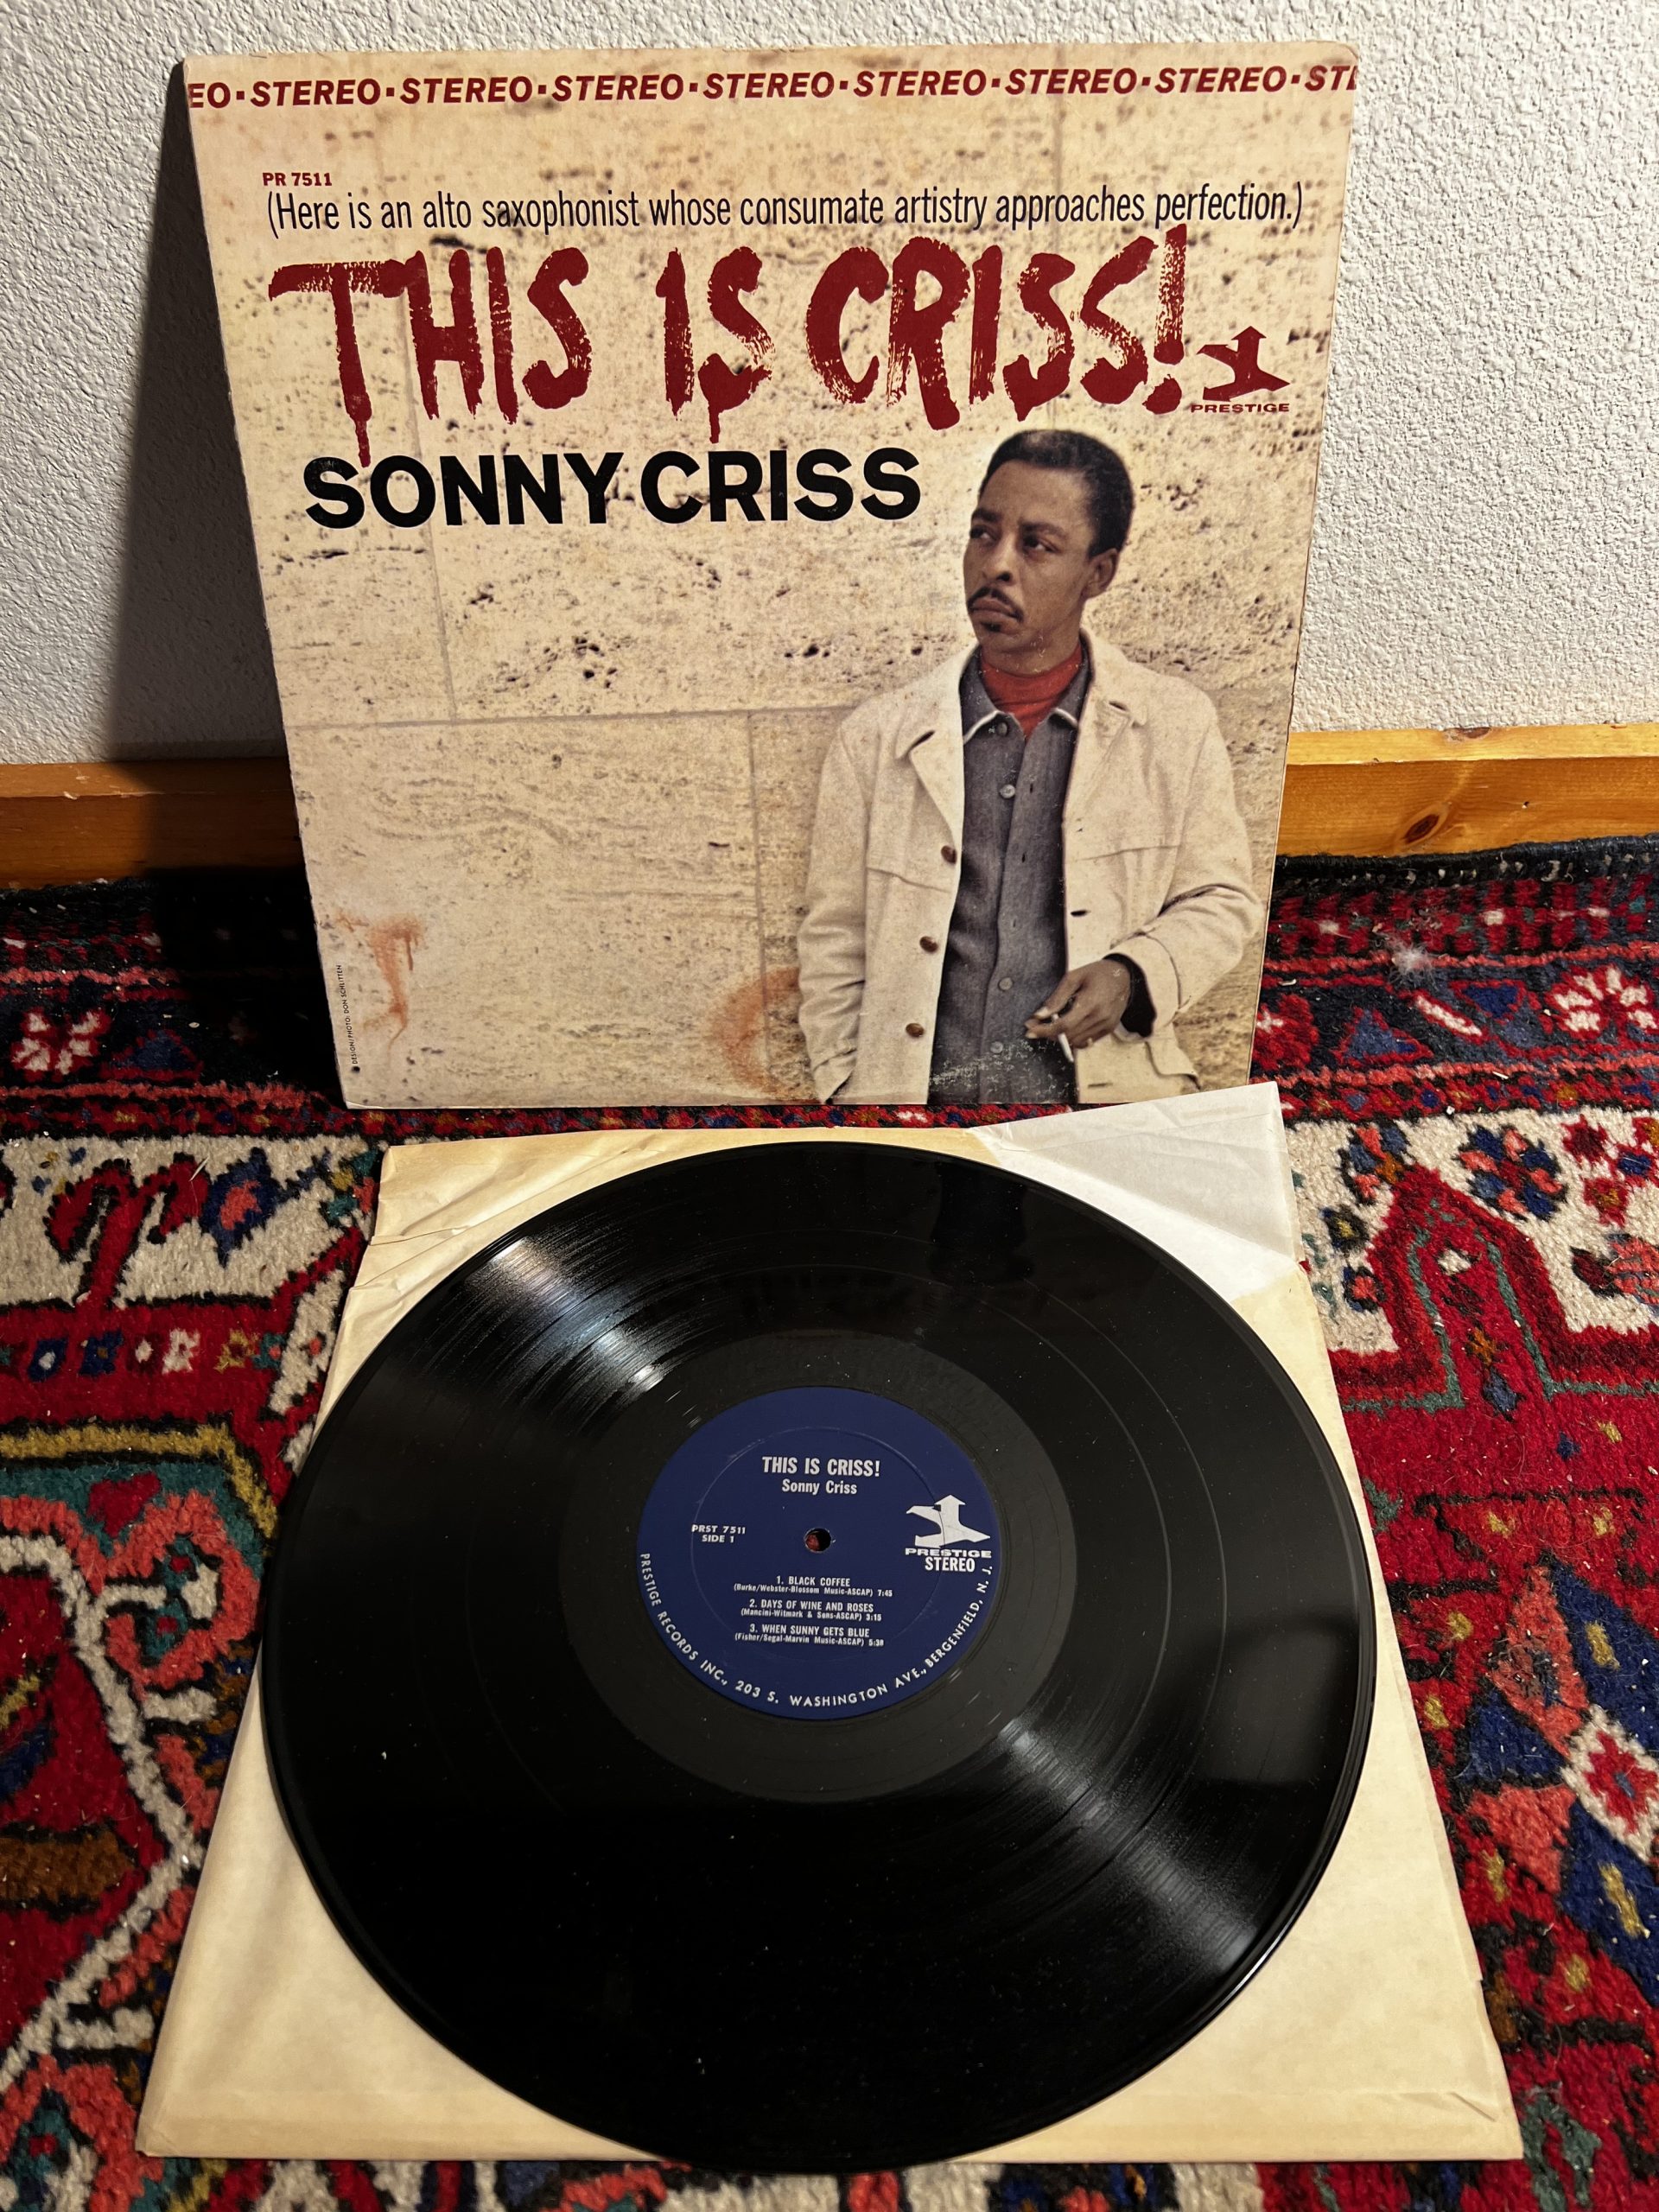 EO·STEREO·STEREO·STEREO·STEREO·STEREO·STEREO·STEREO·STE
PR 7511
(Here is an alto saxophonist whose consumate artistry approaches perfection.)
THIS IS CRISS!
PRESTIGE
SONNY CRISS
DESIGN/PHOTO: DON SCHLITTEN
THIS IS CRISS!
Sonny Criss
PRST 7511
SIDE 1
PRESTIGE
STEREO
1. BLACK COFFEE
(Burke/Webster-Blossom Music-ASCAP) 7:45
2. DAYS OF WINE AND ROSES
(Mancini-Witmark & Sons-ASCAP) 3:15
3. WHEN SUNNY GETS BLUE
(Fisher/Segal-Marvin Music-ASCAP) 5:38
PRESTIGE RECORDS INC., 203 S. WASHINGTON AVE., BERGENFIELD, N. J.